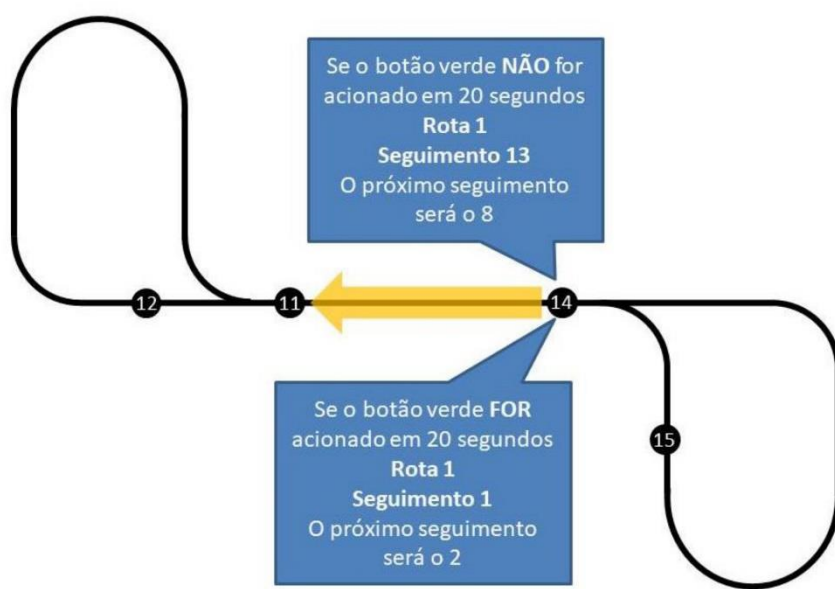 Se o botão verde NÃO for
acionado em 20 segundos
Rota 1
Seguimento 13
O próximo seguimento
será o 8
12
11
14
Se o botão verde FOR
acionado em 20 segundos
Rota 1
Seguimento 1
O próximo seguimento
será o 2
15